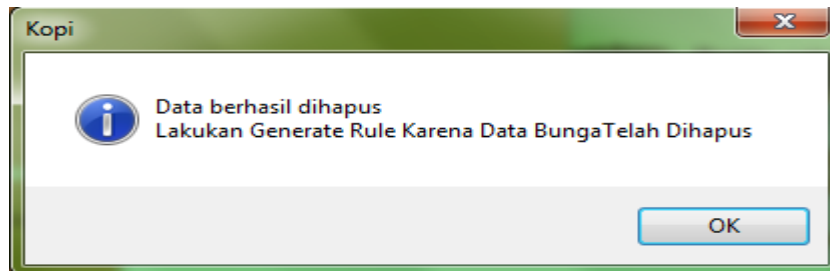 Kopi
Data berhasil dihapus
Lakukan Generate Rule Karena Data BungaTelah Dihapus
OK